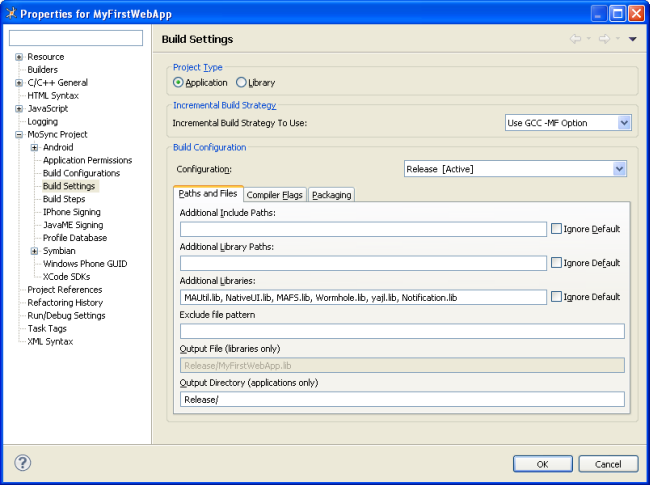 Properties for MyFirstWebApp
Resource
Builders
C/C++ General
HTML Syntax
JavaScript
Logging
MoSync Project
Android
Application Permissions
Build Configurations
Build Settings
Build Steps
IPhone Signing
JavaME Signing
Profile Database
Symbian
Windows Phone GUID
XCode SDKs
Project References
Refactoring History
Run/Debug Settings
Task Tags
XML Syntax
Build Settings
Project Type
Application Library
Incremental Build Strategy
Incremental Build Strategy To Use: Use GCC -MF Option
Build Configuration
Configuration: Release [Active]
Paths and Files Compiler Flags Packaging
Additional Include Paths:
Ignore Default
Additional Library Paths:
Ignore Default
Additional Libraries:
MAUtil.lib, NativeUI.lib, MAFS.lib, Wormhole.lib, yajl.lib, Notification.lib Ignore Default
Exclude file pattern
Output File (libraries only)
Release/MyFirstWebApp.lib
Output Directory (applications only)
Release/
?
OK Cancel